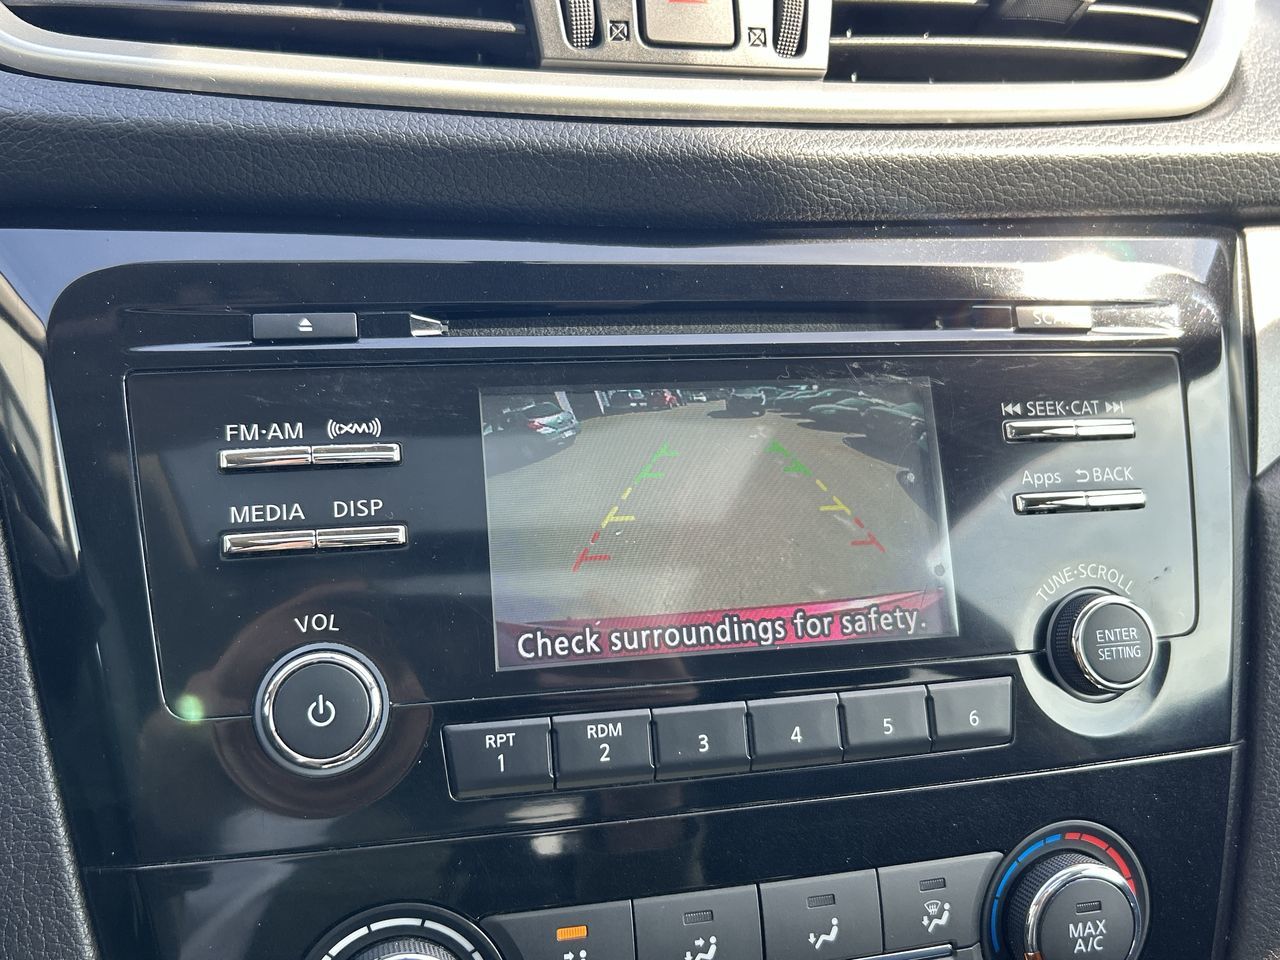 FM·AM
XM
SEEK·CAT
MEDIA
DISP
Apps
BACK
Check surroundings for safety.
VOL
TUNE·SCROLL
ENTER
SETTING
RPT
1
RDM
2
3
4
5
6
MAX
A/C